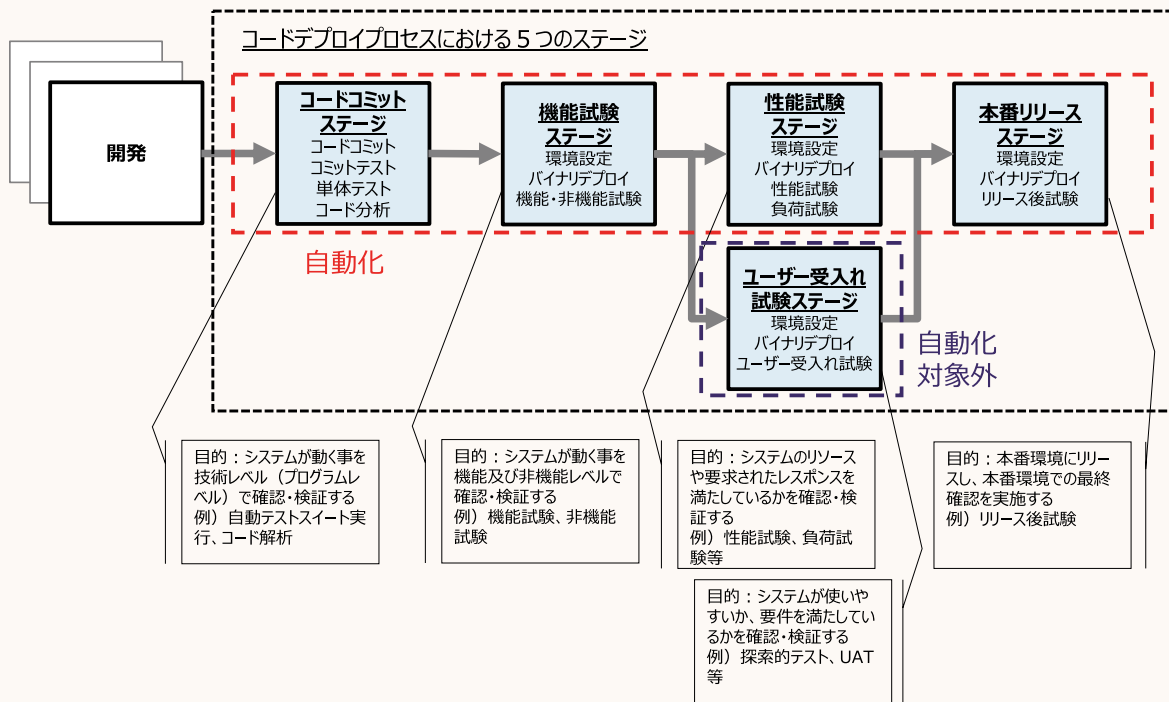 コードデプロイプロセスにおける５つのステージ
開発
コードコミット
ステージ
コードコミット
コミットテスト
単体テスト
コード分析
機能試験
ステージ
環境設定
バイナリデプロイ
機能・非機能試験
性能試験
ステージ
環境設定
バイナリデプロイ
性能試験
負荷試験
本番リリース
ステージ
環境設定
バイナリデプロイ
リリース後試験
自動化
ユーザー受入れ
試験ステージ
環境設定
バイナリデプロイ
ユーザー受入れ試験
自動化
対象外
目的：システムが動く事を
技術レベル（プログラムレ
ベル）で確認・検証する
例）自動テストスイート実
行、コード解析
目的：システムが動く事を
機能及び非機能レベルで
確認・検証する
例）機能試験、非機能
試験
目的：システムのリソース
や要求されたレスポンスを
満たしているかを確認・検
証する
例）性能試験、負荷試
験等
目的：本番環境にリリー
スし、本番環境での最終
確認を実施する
例）リリース後試験
目的：システムが使いや
すいか、要件を満たしてい
るかを確認・検証する
例）探索的テスト、UAT
等